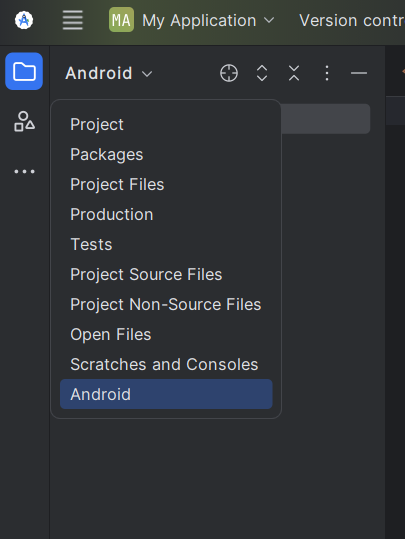 MA My Application Version contr
Android
Project
Packages
Project Files
Production
Tests
Project Source Files
Project Non-Source Files
Open Files
Scratches and Consoles
Android